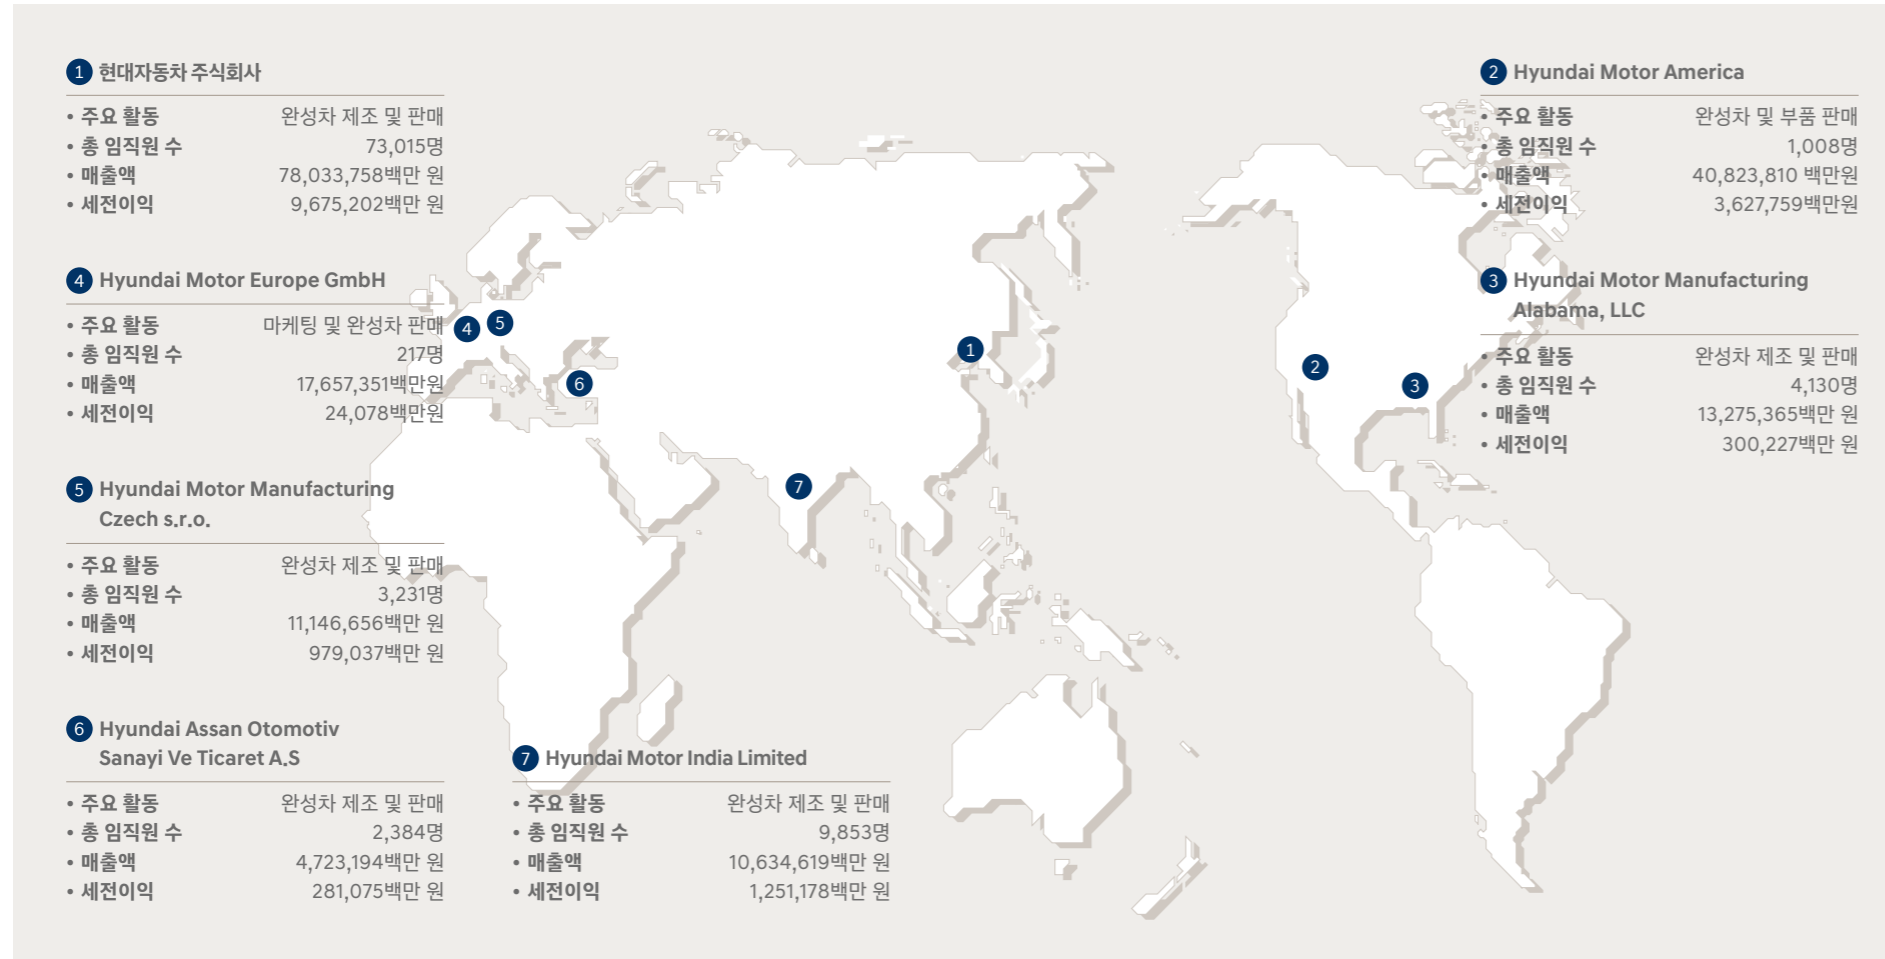 1 현대자동차 주식회사
• 주요 활동 완성차 제조 및 판매
• 총 임직원 수 73,015명
• 매출액 78,033,758백만 원
• 세전이익 9,675,202백만 원
2 Hyundai Motor America
• 주요 활동 완성차 및 부품 판매
• 총 임직원 수 1,008명
• 매출액 40,823,810 백만원
• 세전이익 3,627,759백만원
3 Hyundai Motor Manufacturing
Alabama, LLC
• 주요 활동 완성차 제조 및 판매
• 총 임직원 수 4,130명
• 매출액 13,275,365백만 원
• 세전이익 300,227백만 원
4 Hyundai Motor Europe GmbH
• 주요 활동 마케팅 및 완성차 판매
• 총 임직원 수 217명
• 매출액 17,657,351백만원
• 세전이익 24,078백만원
5 Hyundai Motor Manufacturing
Czech s.r.o.
• 주요 활동 완성차 제조 및 판매
• 총 임직원 수 3,231명
• 매출액 11,146,656백만 원
• 세전이익 979,037백만 원
6 Hyundai Assan Otomotiv
Sanayi Ve Ticaret A.S
• 주요 활동 완성차 제조 및 판매
• 총 임직원 수 2,384명
• 매출액 4,723,194백만 원
• 세전이익 281,075백만 원
7 Hyundai Motor India Limited
• 주요 활동 완성차 제조 및 판매
• 총 임직원 수 9,853명
• 매출액 10,634,619백만 원
• 세전이익 1,251,178백만 원
4
5
6
7
1
2
3